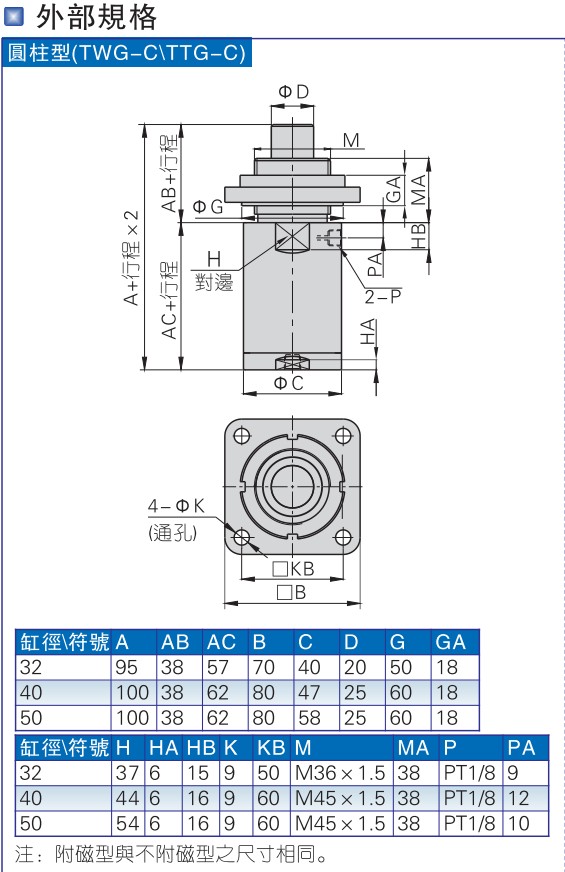 外部規格
圓柱型(TWG-C\TTG-C)
ΦD
M
AB+行程
GA
MA
ΦG
A+行程×2
H
對邊
HB
PA
2-P
AC+行程
HA
ΦC
4-ΦK
(通孔)
□KB
□B
缸徑\符號 A AB AC B C D G GA
32 95 38 57 70 40 20 50 18
40 100 38 62 80 47 25 60 18
50 100 38 62 80 58 25 60 18
缸徑\符號 H HA HB K KB M MA P PA
32 37 6 15 9 50 M36×1.5 38 PT1/8 9
40 44 6 16 9 60 M45×1.5 38 PT1/8 12
50 54 6 16 9 60 M45×1.5 38 PT1/8 10
注：附磁型與不附磁型之尺寸相同。